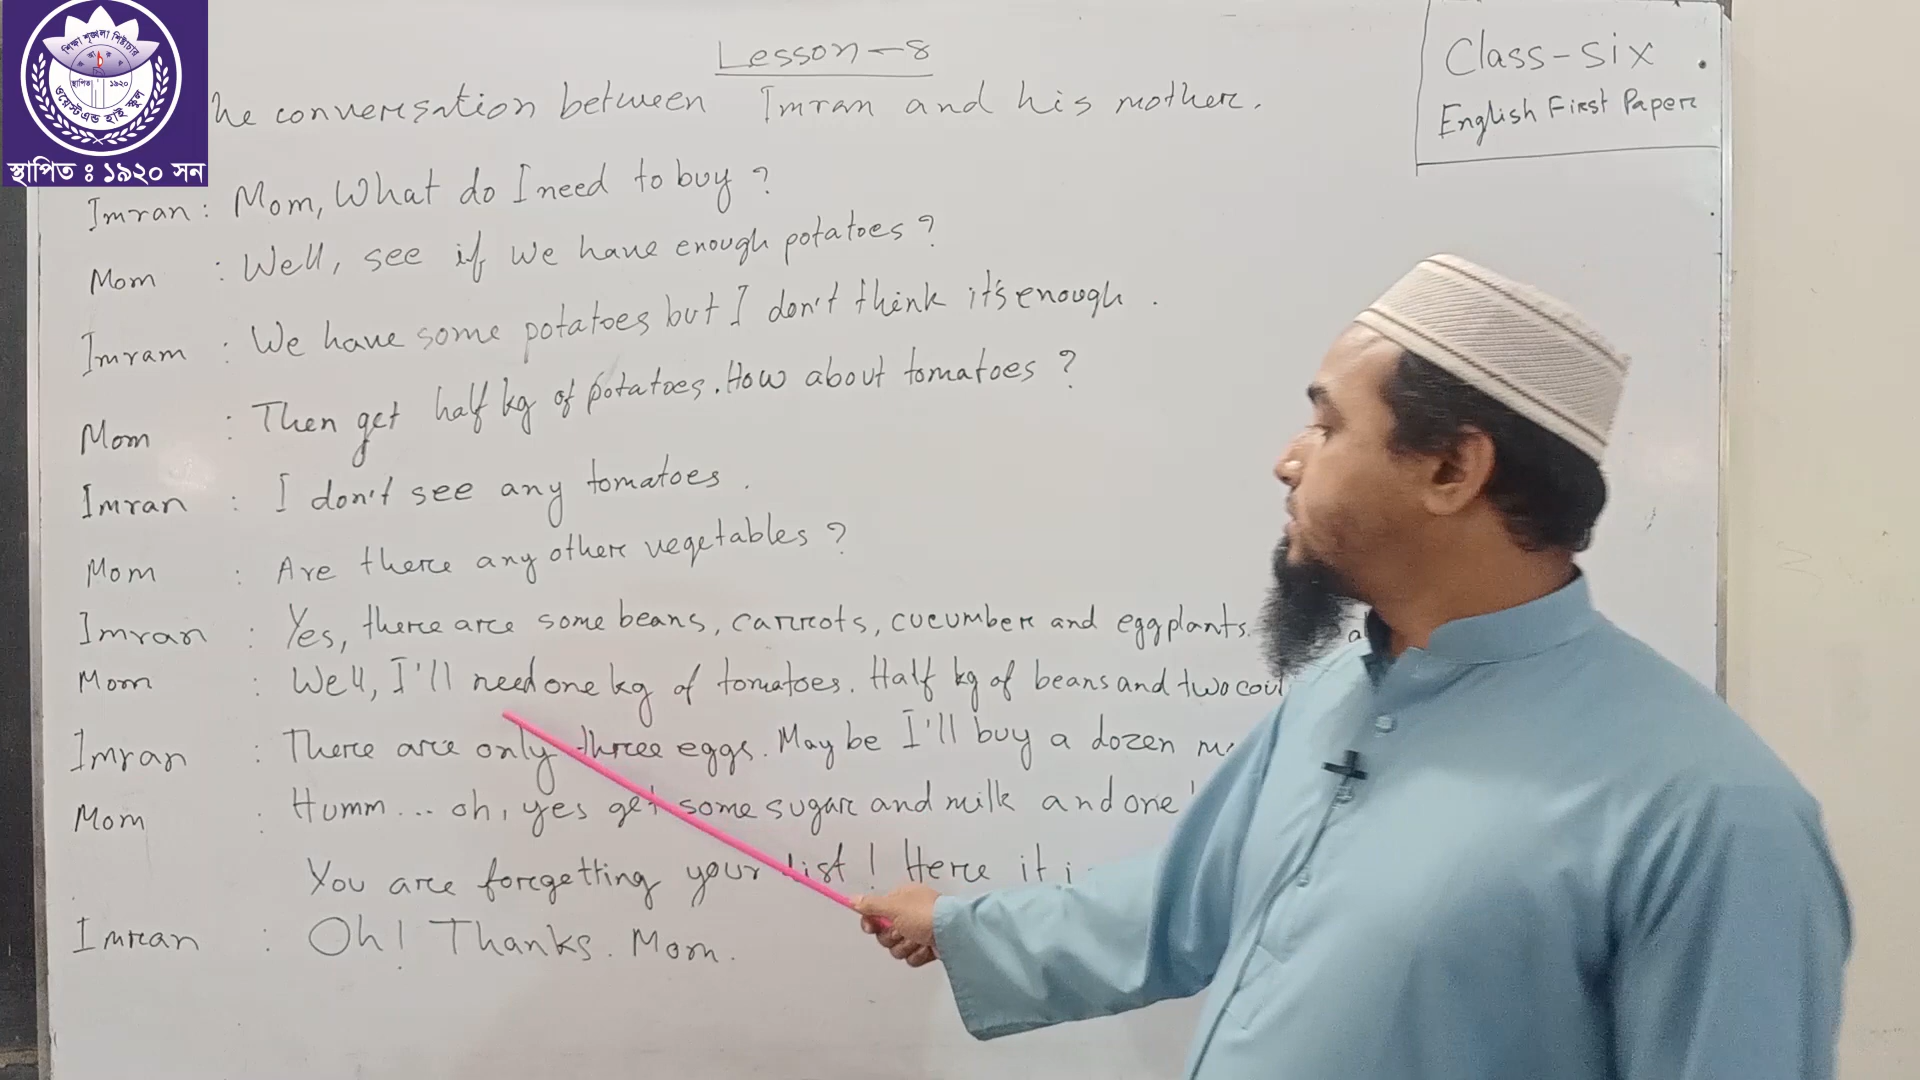 শিক্ষা শৃঙ্খলা শিষ্টাচার
স্থাপিত ১৯২০
ওয়েস্ট এন্ড হাই স্কুল
স্থাপিত ঃ ১৯২০ সন
Lesson-8
Class-six
English First Paper
he conversation between Imran and his mother.
Imran : Mom, What do I need to buy?
Mom : Well, see if we have enough potatoes?
Imram : We have some potatoes but I don't think it's enough.
Mom : Then get half kg of potatoes. How about tomatoes?
Imran : I don't see any tomatoes.
Mom : Are there any other vegetables?
Imran : Yes, there are some beans, carrots, cucumber and eggplants.
Mom : Well, I'll need one kg of tomatoes. Half kg of beans and two
Imran : There are only three eggs. May be I'll buy a dozen
Mom : Humm... oh, yes get some sugar and milk and one
You are forgetting your list! Here it
Imran : Oh! Thanks. Mom.